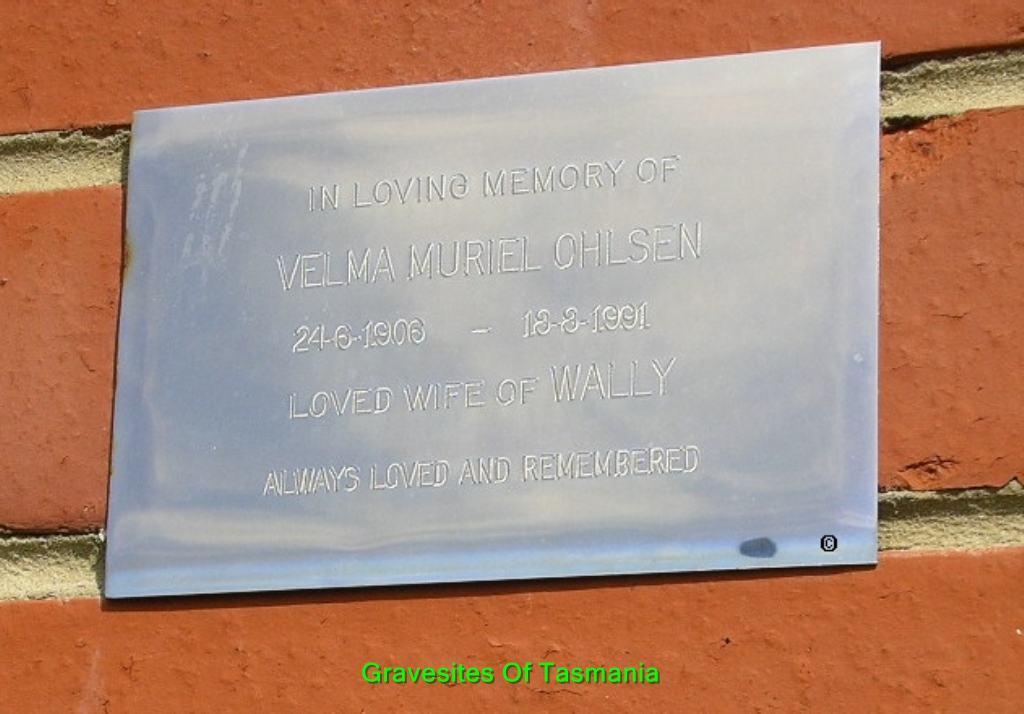 IN LOVING MEMORY OF
VELMA MURIEL OHLSEN
24-6-1906 - 18-8-1991
LOVED WIFE OF WALLY
ALWAYS LOVED AND REMEMBERED
©
Gravesites Of Tasmania